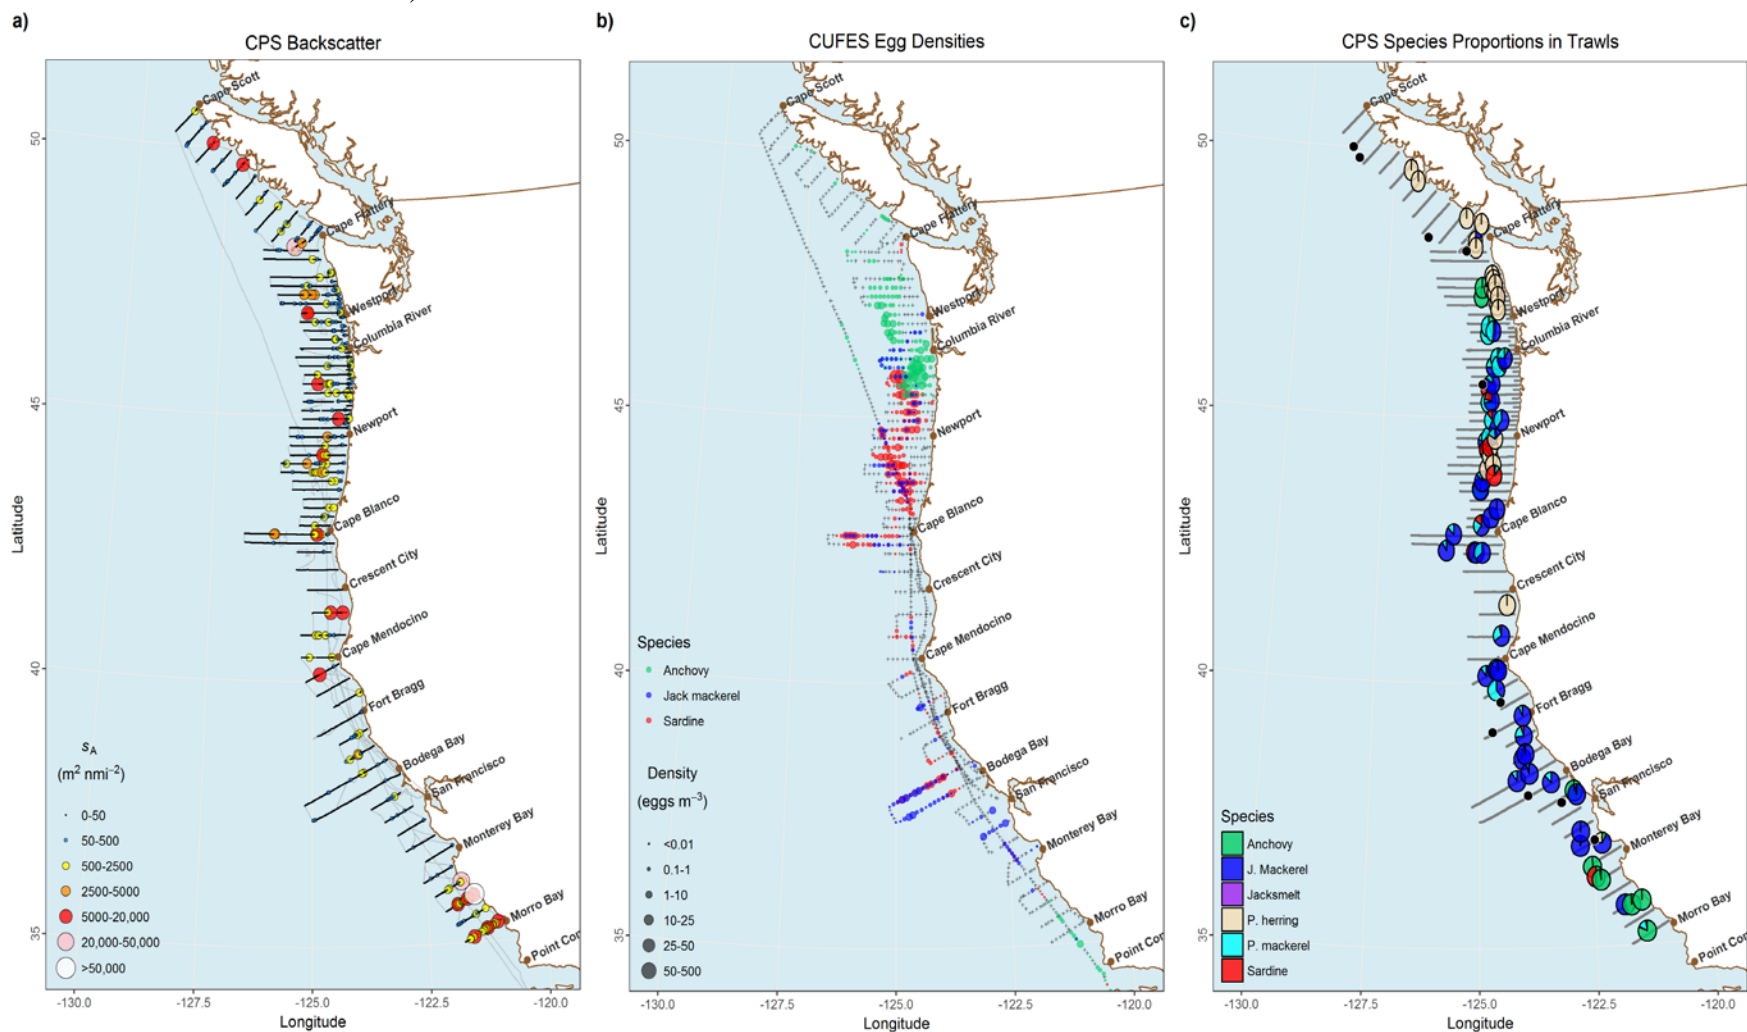 a)
CPS Backscatter
Cape Scott
Cape Flattery
Westport
Columbia River
Newport
Cape Blanco
Crescent City
Cape Mendocino
Fort Bragg
Bodega Bay
San Francisco
Monterey Bay
Morro Bay
Point Con
50
45
40
35
Latitude
sA
(m² nmi⁻²)
0-50
50-500
500-2500
2500-5000
5000-20,000
20,000-50,000
>50,000
-130.0 -127.5 -125.0 -122.5 -120.0
Longitude
b)
CUFES Egg Densities
Cape Scott
Cape Flattery
Westport
Columbia River
Newport
Cape Blanco
Crescent City
Cape Mendocino
Fort Bragg
Bodega Bay
San Francisco
Monterey Bay
Morro Bay
Point Con
50
45
40
35
Latitude
Species
Anchovy
Jack mackerel
Sardine
Density
(eggs m⁻³)
<0.01
0.1-1
1-10
10-25
25-50
50-500
-130.0 -127.5 -125.0 -122.5 -120.0
Longitude
c)
CPS Species Proportions in Trawls
Cape Scott
Cape Flattery
Westport
Columbia River
Newport
Cape Blanco
Crescent City
Cape Mendocino
Fort Bragg
Bodega Bay
San Francisco
Monterey Bay
Morro Bay
Point Con
50
45
40
35
Latitude
Species
Anchovy
J. Mackerel
Jacksmelt
P. herring
P. mackerel
Sardine
-130.0 -127.5 -125.0 -122.5 -120.0
Longitude